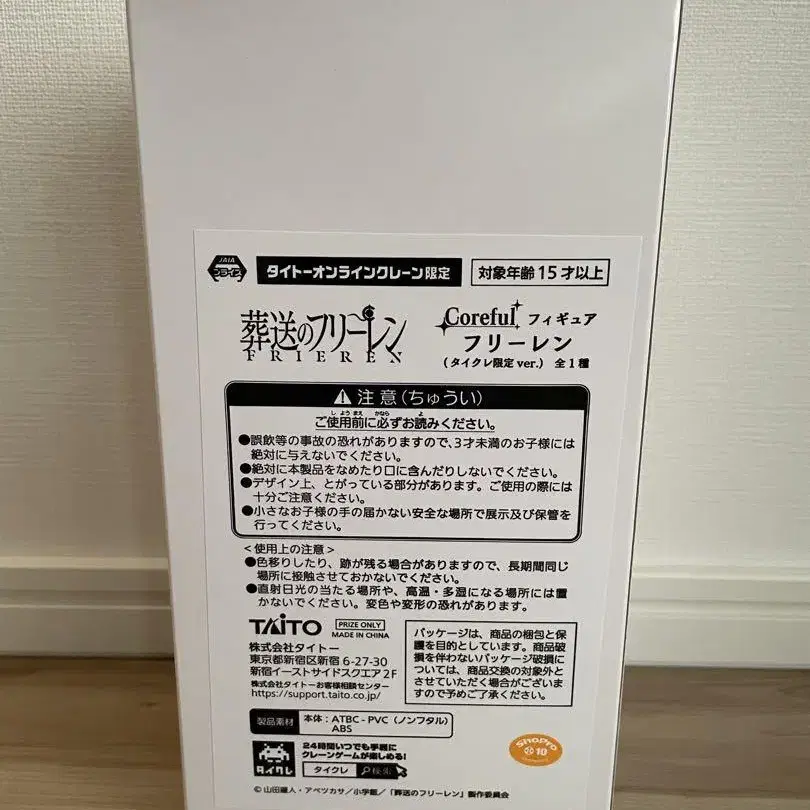 JAIA
プライズ
タイトーオンラインクレーン限定
対象年齢15才以上
葬送のフリーレン
FRIEREN
Coreful フィギュア
フリーレン
(タイクレ限定ver.) 全1種
⚠注意(ちゅうい)
ご使用前に必ずお読みください。
●誤飲等の事故の恐れがありますので、3才未満のお子様には
絶対に与えないでください。
●絶対に本製品をなめたり口に含んだりしないでください。
●デザイン上、とがっている部分があります。ご使用の際には
十分ご注意ください。
●小さなお子様の手の届かない安全な場所で展示及び保管を
行ってください。
<使用上の注意>
●色移りしたり、跡が残る場合がありますので、長期間同じ
場所に接触させておかないでください。
●直射日光の当たる場所や、高温・多湿になる場所には置
かないでください。変色や変形の恐れがあります。
TAITO
PRIZE ONLY
MADE IN CHINA
株式会社タイトー
東京都新宿区新宿6-27-30
新宿イーストサイドスクエア2F
株式会社タイトーお客様相談センター
https://support.taito.co.jp/
パッケージは、商品の梱包と保
護を目的としています。商品破
損を伴わないパッケージ破損に
ついては、商品交換の対象外と
させていただく場合がございま
すので予めご了承ください。
製品素材
本体:ATBC-PVC(ノンフタル)
ABS
タイクレ
24時間いつでも手軽に
クレーンゲームが楽しめる!
タイクレ 検索
ShoPro
10
© 山田鐘人・アベツカサ/小学館/「葬送のフリーレン」製作委員会